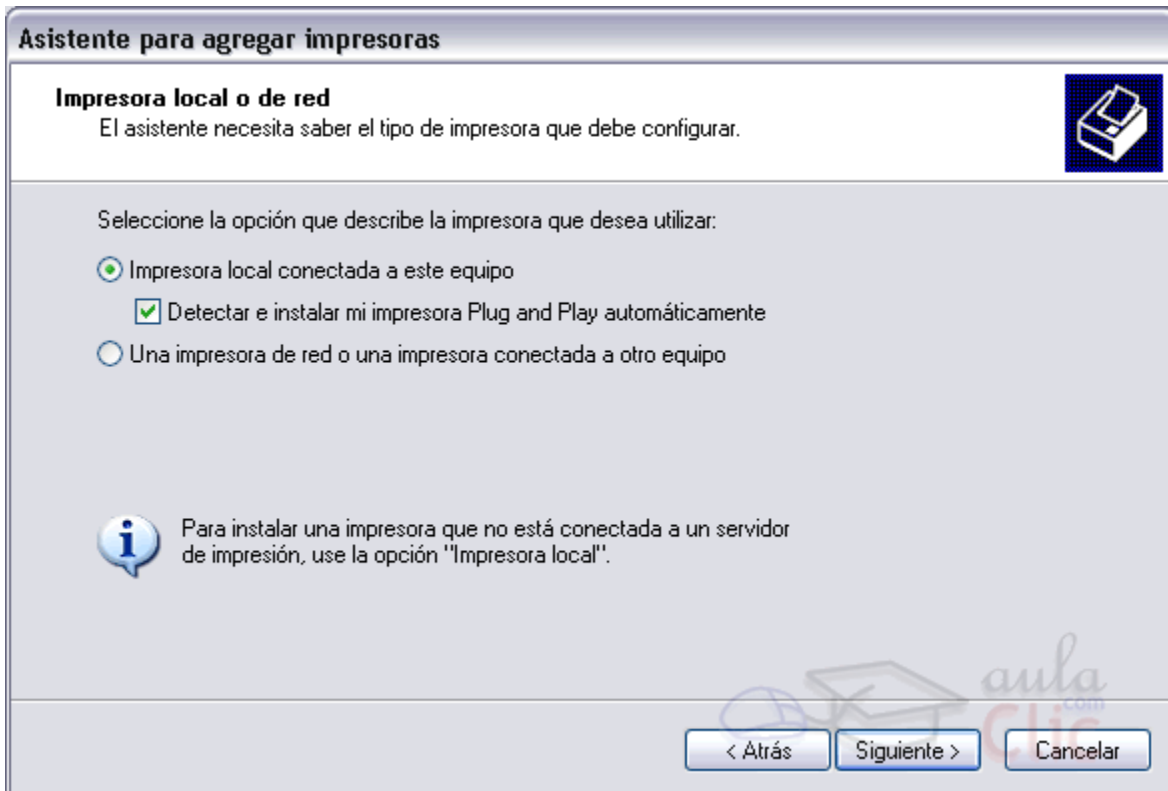 Asistente para agregar impresoras
Impresora local o de red
El asistente necesita saber el tipo de impresora que debe configurar.
Seleccione la opción que describe la impresora que desea utilizar:
Impresora local conectada a este equipo
Detectar e instalar mi impresora Plug and Play automáticamente
Una impresora de red o una impresora conectada a otro equipo
Para instalar una impresora que no está conectada a un servidor
de impresión, use la opción "Impresora local".
aula
com
Clic
< Atrás Siguiente > Cancelar